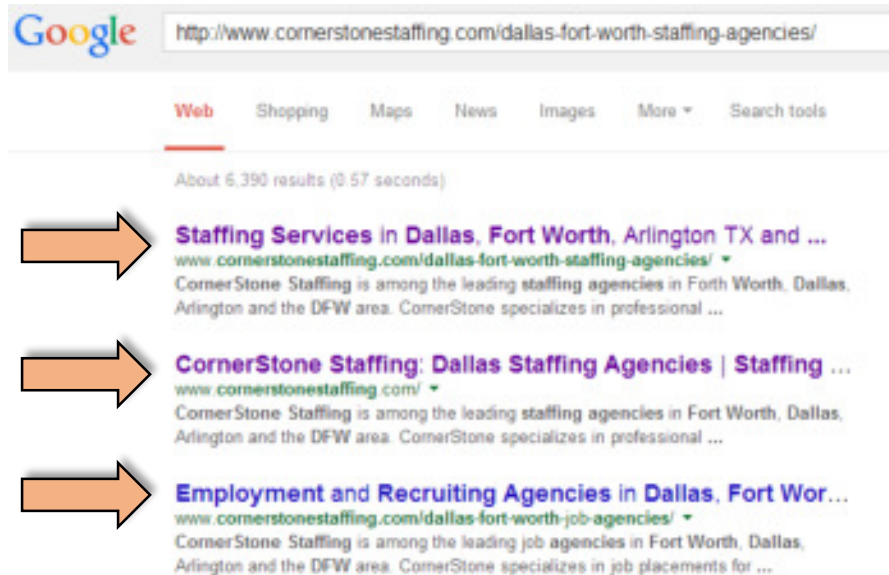 Google http://www.cornerstonestaffing.com/dallas-fort-worth-staffing-agencies/
Web Shopping Maps News Images More Search tools
About 6,390 results (0.57 seconds)
Staffing Services in Dallas, Fort Worth, Arlington TX and ...
www.cornerstonestaffing.com/dallas-fort-worth-staffing-agencies/
CornerStone Staffing is among the leading staffing agencies in Forth Worth, Dallas,
Arlington and the DFW area. CornerStone specializes in professional ...
CornerStone Staffing: Dallas Staffing Agencies | Staffing ...
www.cornerstonestaffing.com/
CornerStone Staffing is among the leading staffing agencies in Fort Worth, Dallas,
Arlington and the DFW area. CornerStone specializes in professional ...
Employment and Recruiting Agencies in Dallas, Fort Wor...
www.cornerstonestaffing.com/dallas-fort-worth-job-agencies/
CornerStone Staffing is among the leading job agencies in Fort Worth, Dallas,
Arlington and the DFW area. CornerStone specializes in job placements for ...